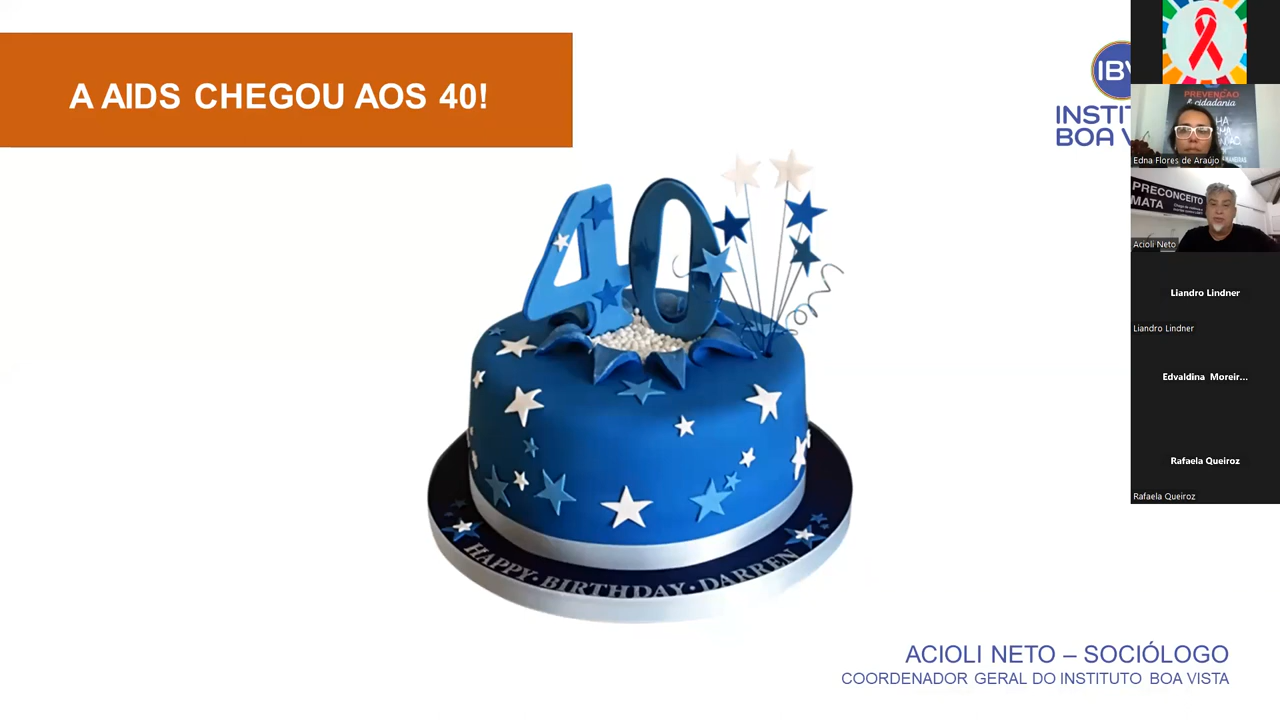 A AIDS CHEGOU AOS 40!
40
HAPPY · BIRTHDAY · DARREN
ACIOLI NETO – SOCIÓLOGO
COORDENADOR GERAL DO INSTITUTO BOA VISTA
IBV
INSTIT
BOA V
PREVENÇÃO
& cidadania
Edna Flores de Araújo
PRECONCEITO
MATA
Acioli Neto
Liandro Lindner
Liandro Lindner
Edvaldina Moreir...
Rafaela Queiroz
Rafaela Queiroz